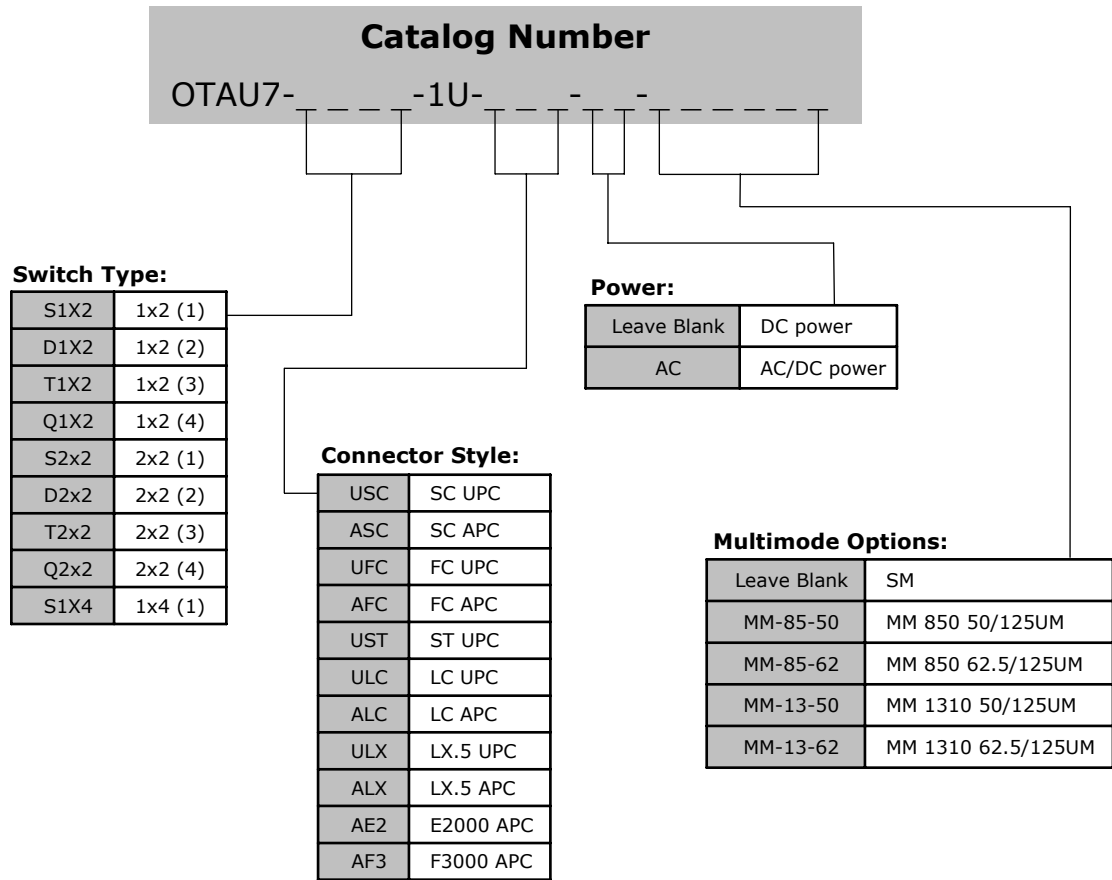 Catalog Number
OTAU7-_ _ _ _-1U-_ _ _-_ _-_ _ _ _ _ _
Switch Type:
S1X2 1x2 (1)
D1X2 1x2 (2)
T1X2 1x2 (3)
Q1X2 1x2 (4)
S2x2 2x2 (1)
D2x2 2x2 (2)
T2x2 2x2 (3)
Q2x2 2x2 (4)
S1X4 1x4 (1)
Connector Style:
USC SC UPC
ASC SC APC
UFC FC UPC
AFC FC APC
UST ST UPC
ULC LC UPC
ALC LC APC
ULX LX.5 UPC
ALX LX.5 APC
AE2 E2000 APC
AF3 F3000 APC
Power:
Leave Blank DC power
AC AC/DC power
Multimode Options:
Leave Blank SM
MM-85-50 MM 850 50/125UM
MM-85-62 MM 850 62.5/125UM
MM-13-50 MM 1310 50/125UM
MM-13-62 MM 1310 62.5/125UM